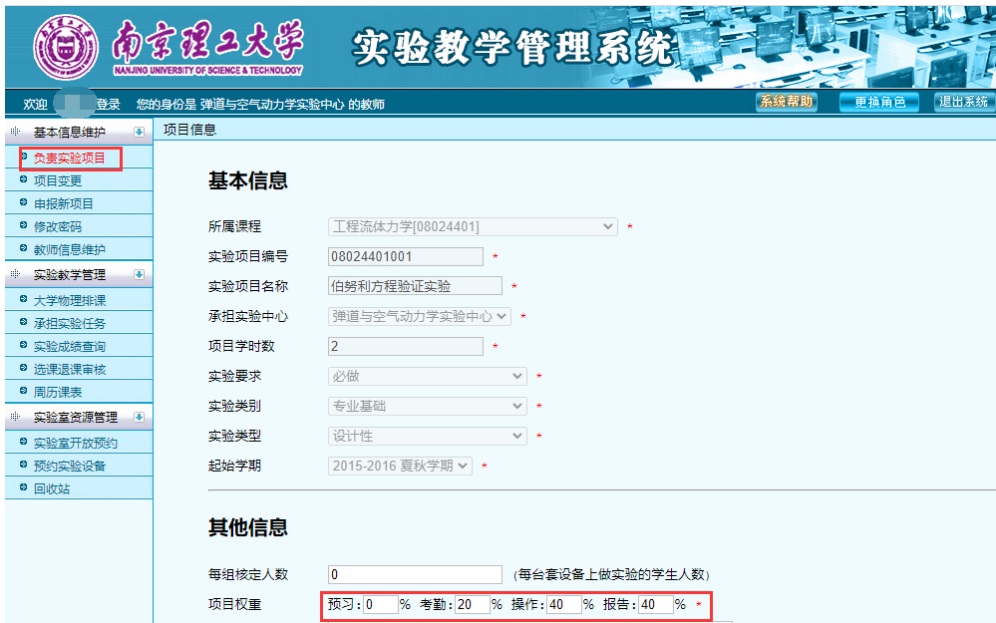 南京理工大学
NANJING UNIVERSITY OF SCIENCE & TECHNOLOGY
实验教学管理系统
欢迎 登录 您的身份是 弹道与空气动力学实验中心 的教师
系统帮助 更换角色 退出系统
基本信息维护
负责实验项目
项目变更
申报新项目
修改密码
教师信息维护
实验教学管理
大学物理排课
承担实验任务
实验成绩查询
选课退课审核
周历课表
实验室资源管理
实验室开放预约
预约实验设备
回收站
项目信息
基本信息
所属课程 工程流体力学[08024401] *
实验项目编号 08024401001 *
实验项目名称 伯努利方程验证实验 *
承担实验中心 弹道与空气动力学实验中心 *
项目学时数 2 *
实验要求 必做 *
实验类别 专业基础 *
实验类型 设计性 *
起始学期 2015-2016 夏秋学期 *
其他信息
每组核定人数 0 (每台套设备上做实验的学生人数)
项目权重 预习:0 % 考勤:20 % 操作:40 % 报告:40 % *